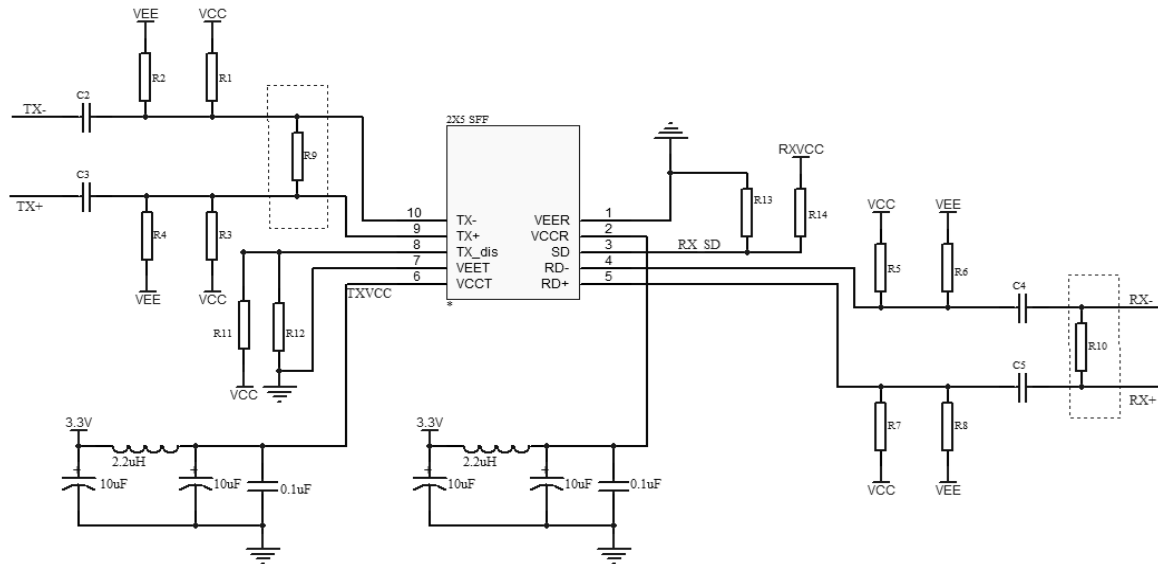 VEE VCC
R2 R1
TX- C2
2X5 SFF
R9
RXVCC
C3
TX+
R13 R14
R4 R3
10 TX- VEER 1
9 TX+ VCCR 2
8 TX_dis SD 3 RX_SD
7 VEET RD- 4
6 VCCT RD+ 5
TXVCC
*
VCC VEE
VEE VCC
R5 R6
C4 RX-
R11 R12
R10
C5
VCC
RX+
3.3V 3.3V
R7 R8
2.2uH 2.2uH
10uF 10uF 0.1uF 10uF 10uF 0.1uF
+ + + +
VCC VEE